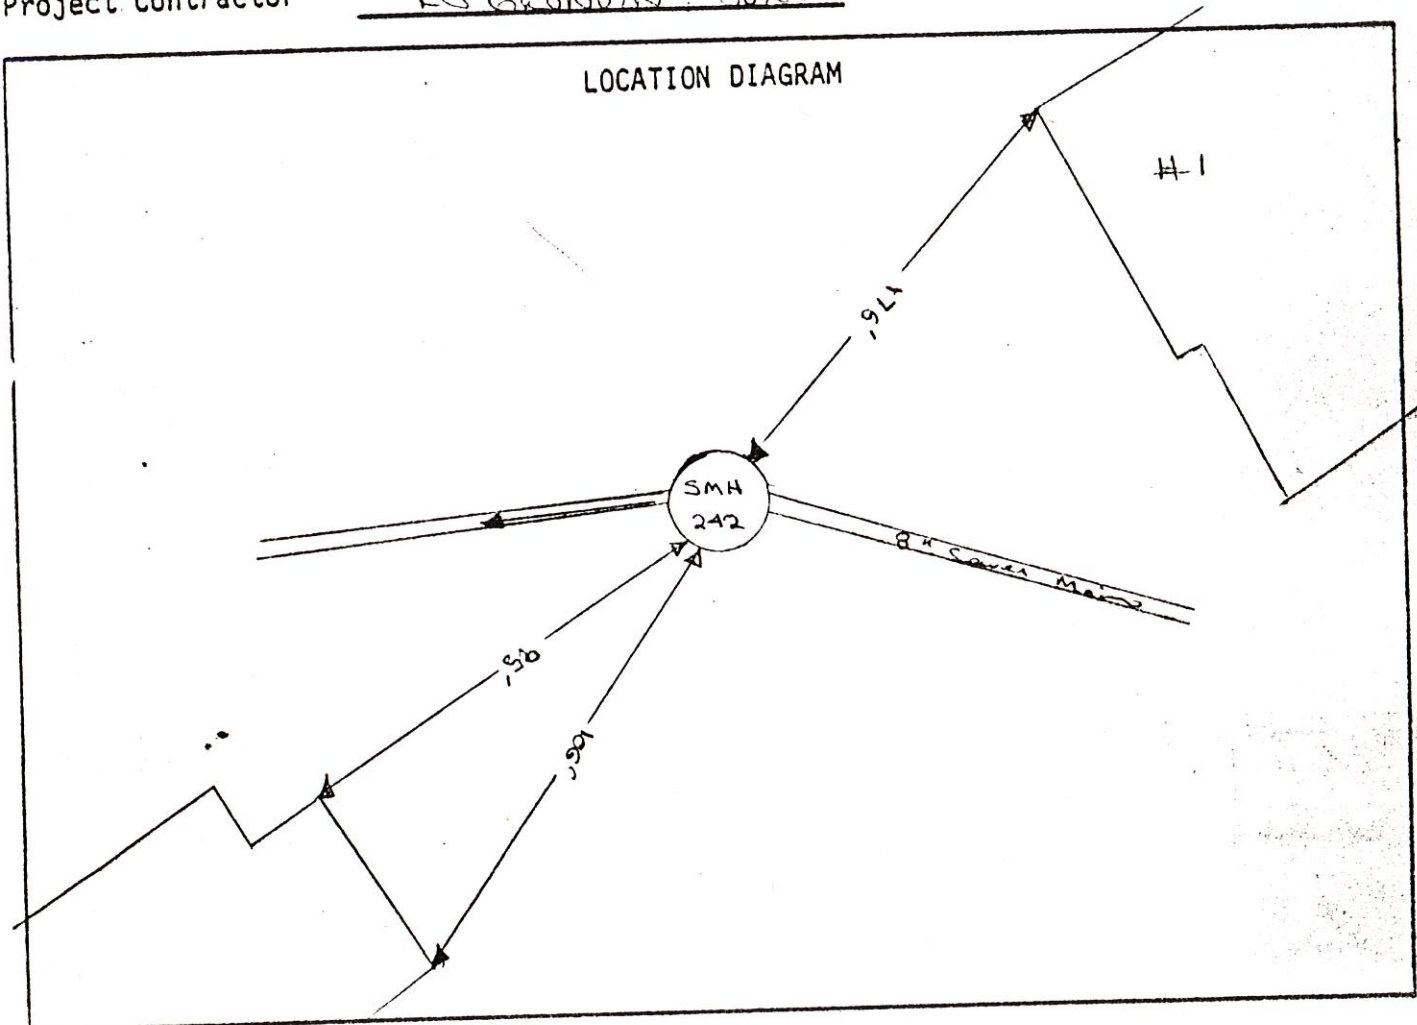 Project Contractor
LOCATION DIAGRAM
#1
176'
SMH
242
8" Sewer Main
95'
106'